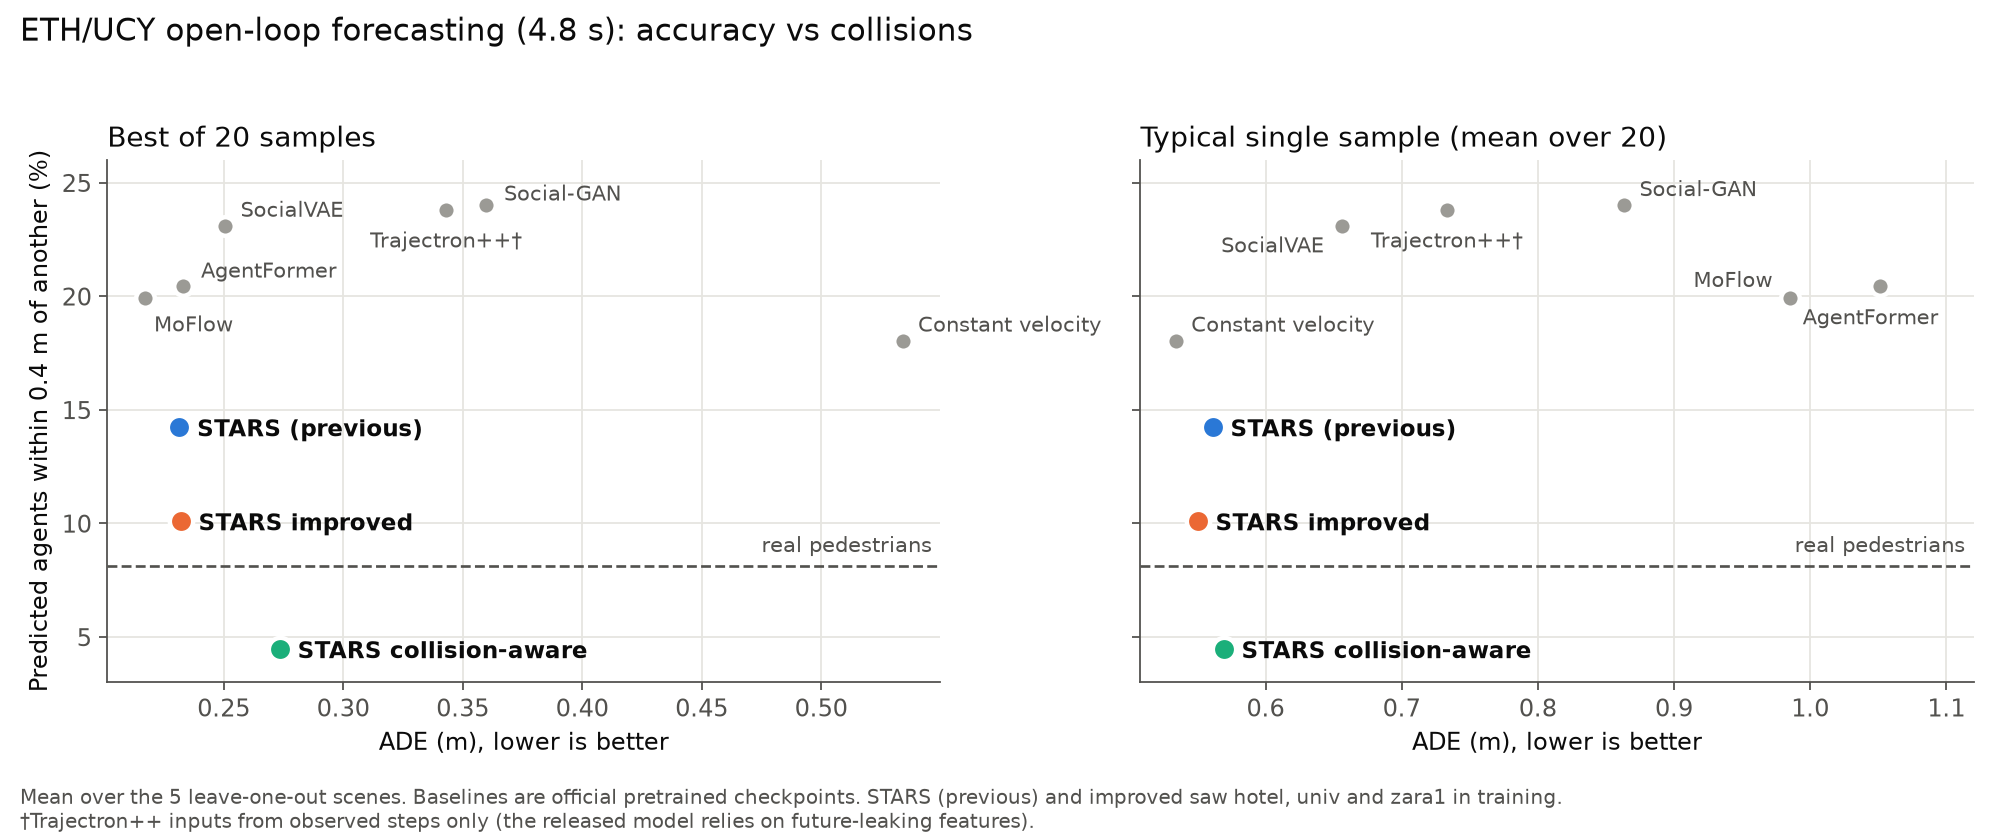 ETH/UCY open-loop forecasting (4.8 s): accuracy vs collisions
Best of 20 samples
Predicted agents within 0.4 m of another (%)
25
20
15
10
5
SocialVAE
Social-GAN
Trajectron++†
AgentFormer
MoFlow
Constant velocity
STARS (previous)
STARS improved
real pedestrians
STARS collision-aware
0.25 0.30 0.35 0.40 0.45 0.50
ADE (m), lower is better
Typical single sample (mean over 20)
Social-GAN
SocialVAE
Trajectron++†
MoFlow
AgentFormer
Constant velocity
STARS (previous)
STARS improved
real pedestrians
STARS collision-aware
0.6 0.7 0.8 0.9 1.0 1.1
ADE (m), lower is better
Mean over the 5 leave-one-out scenes. Baselines are official pretrained checkpoints. STARS (previous) and improved saw hotel, univ and zara1 in training.
†Trajectron++ inputs from observed steps only (the released model relies on future-leaking features).